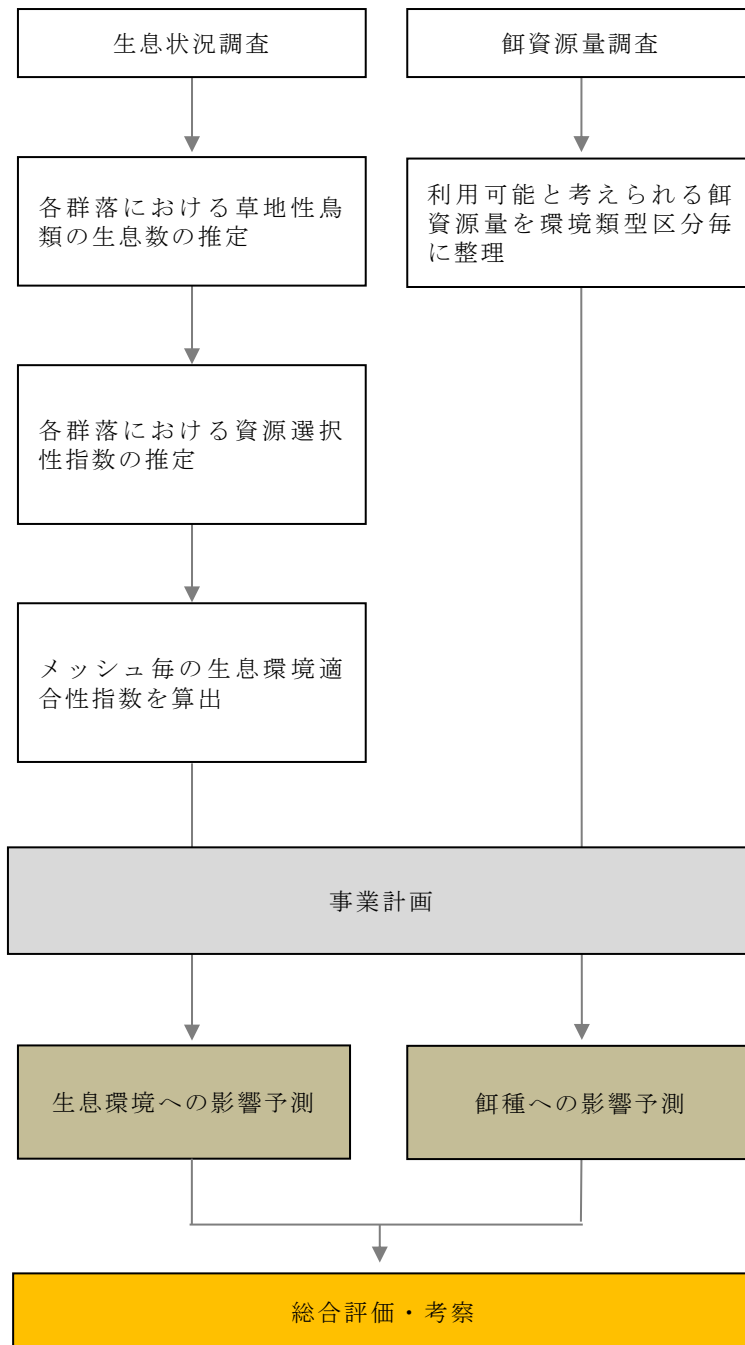 生息状況調査
餌資源量調査
各群落における草地性鳥
類の生息数の推定
利用可能と考えられる餌
資源量を環境類型区分毎
に整理
各群落における資源選択
性指数の推定
メッシュ毎の生息環境適
合性指数を算出
事業計画
生息環境への影響予測
餌種への影響予測
総合評価・考察